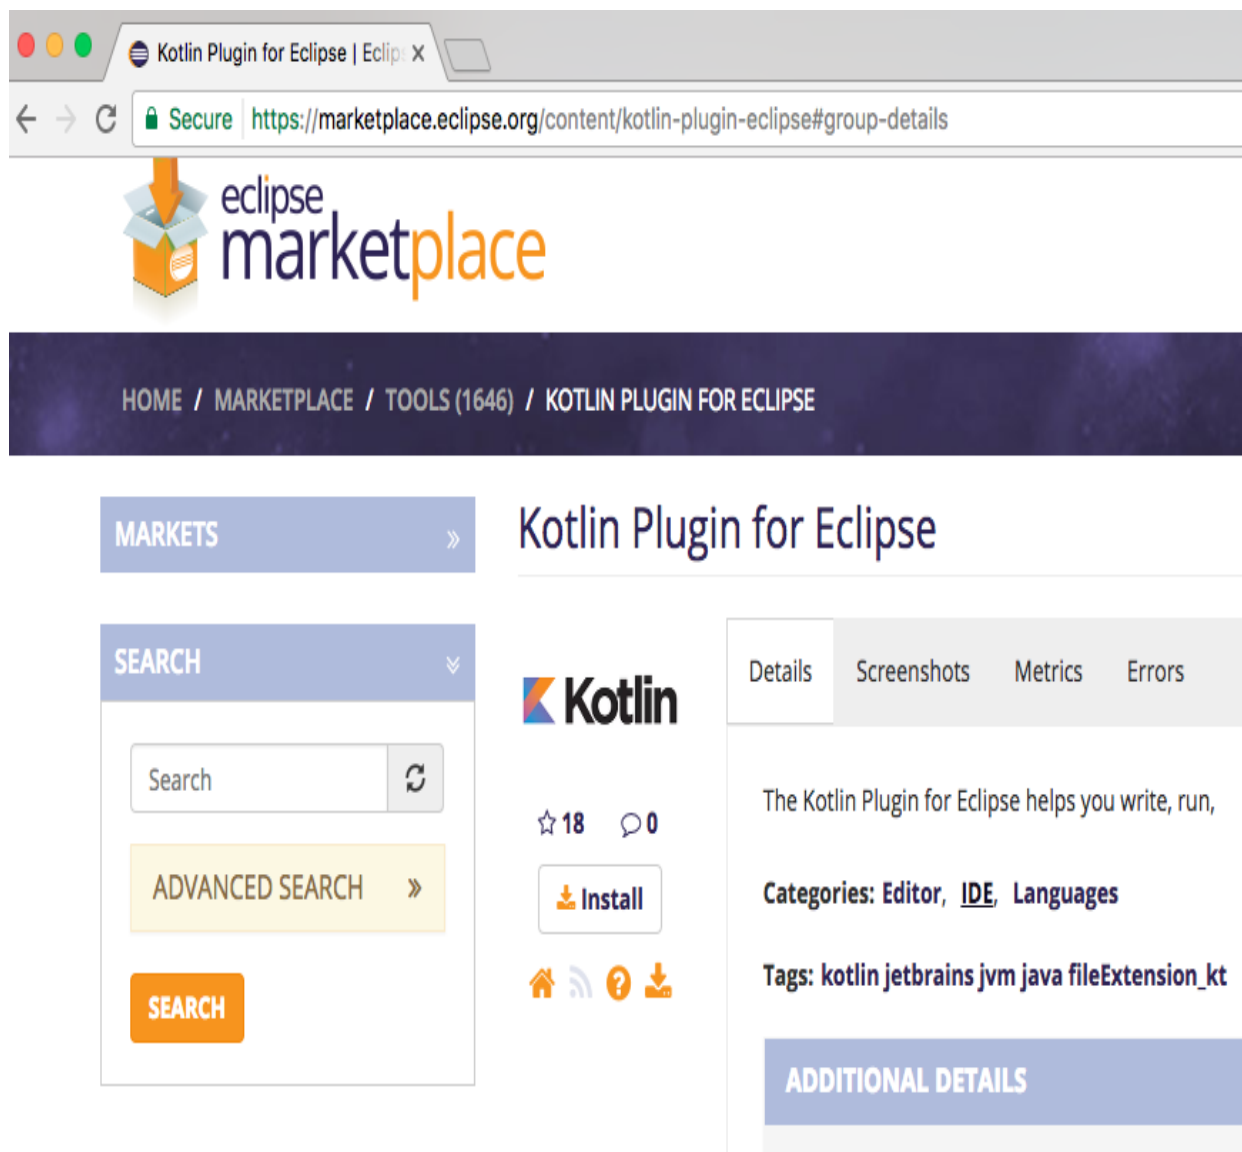 Kotlin Plugin for Eclipse | Eclip
Secure https://marketplace.eclipse.org/content/kotlin-plugin-eclipse#group-details
eclipse
marketplace
HOME / MARKETPLACE / TOOLS (1646) / KOTLIN PLUGIN FOR ECLIPSE
MARKETS »
Kotlin Plugin for Eclipse
SEARCH
Search
ADVANCED SEARCH »
SEARCH
Kotlin
18 0
Install
Details Screenshots Metrics Errors
The Kotlin Plugin for Eclipse helps you write, run,
Categories: Editor, IDE, Languages
Tags: kotlin jetbrains jvm java fileExtension_kt
ADDITIONAL DETAILS